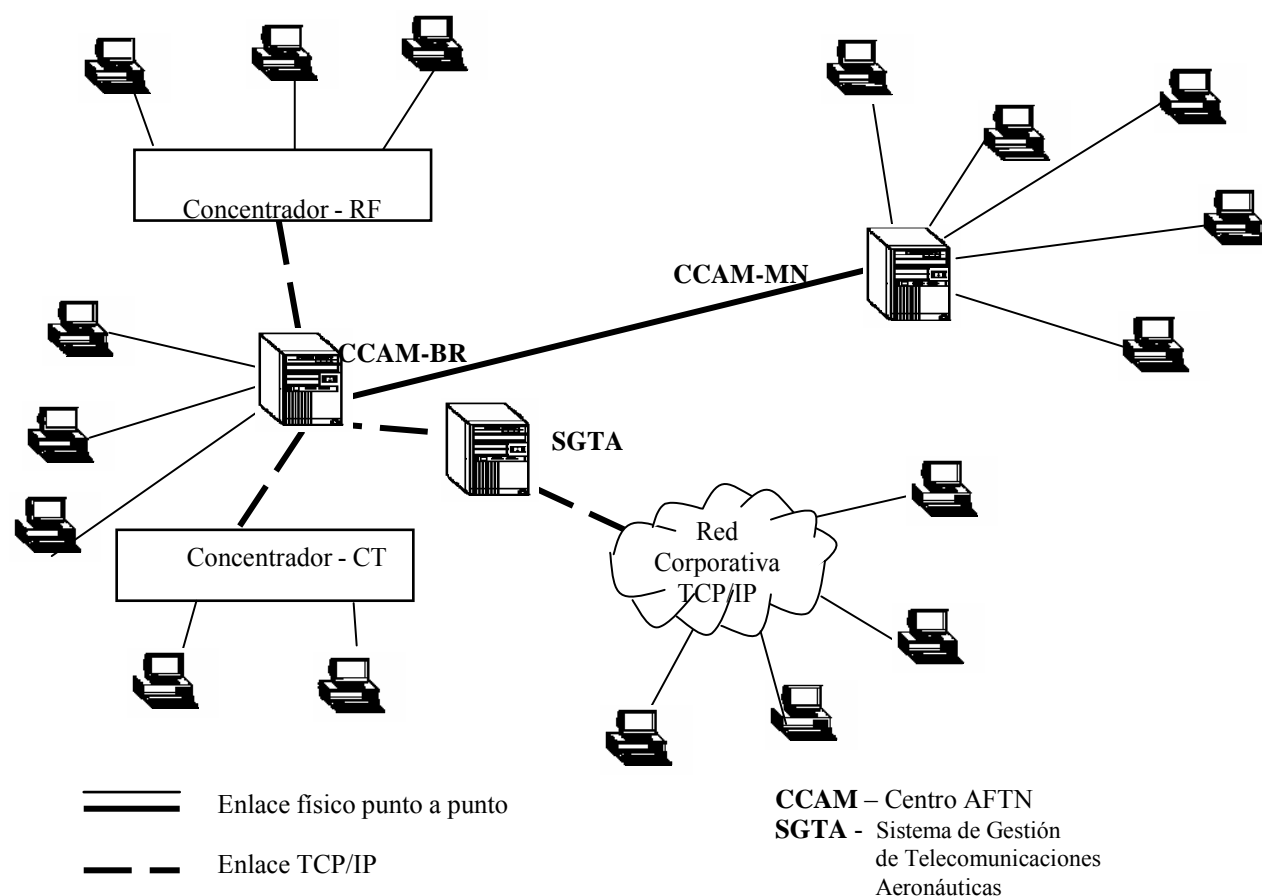 Concentrador - RF
CCAM-MN
CCAM-BR
SGTA
Concentrador - CT
Red
Corporativa
TCP/IP
Enlace físico punto a punto
Enlace TCP/IP
CCAM – Centro AFTN
SGTA - Sistema de Gestión
de Telecomunicaciones
Aeronáuticas